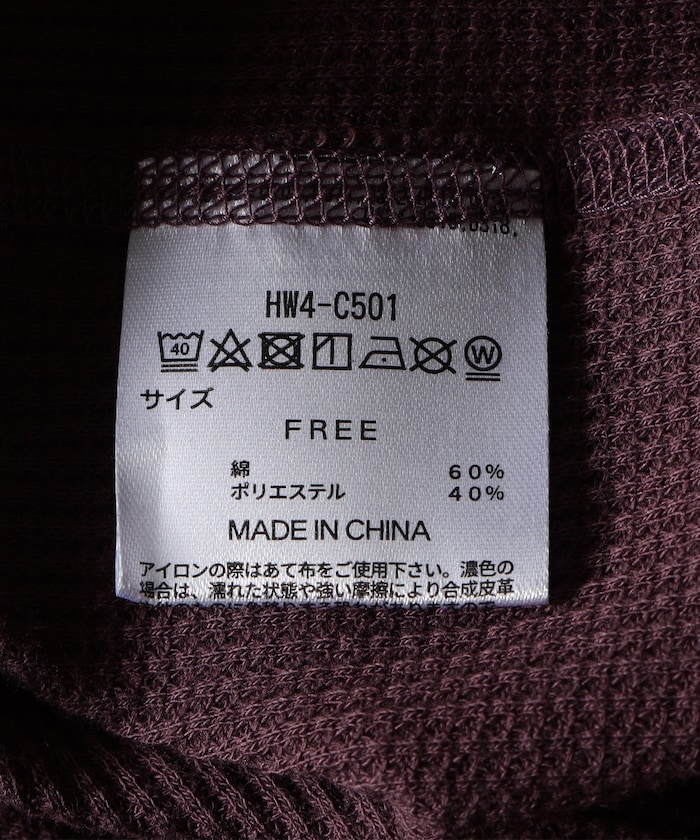 HW4-C501
40 W
サイズ
FREE
綿 60%
ポリエステル 40%
MADE IN CHINA
アイロンの際はあて布をご使用下さい。濃色の
場合は、濡れた状態や強い摩擦により合成皮革